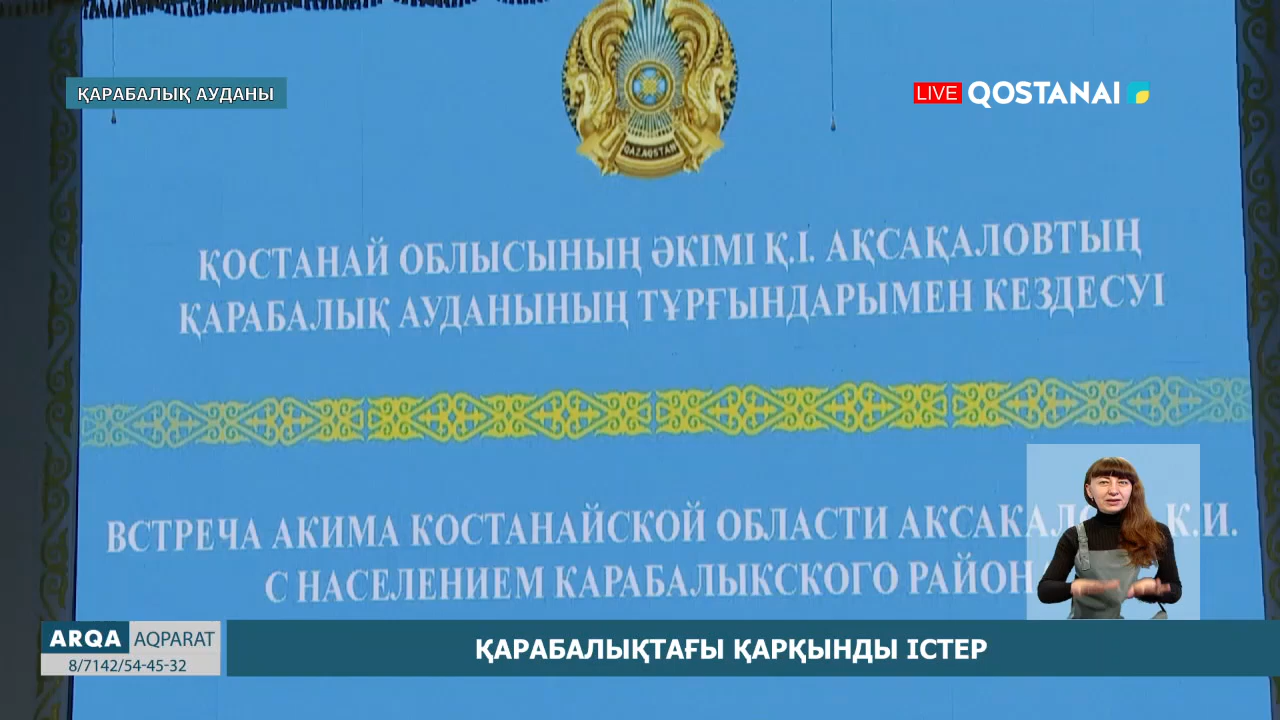 ҚАРАБАЛЫҚ АУДАНЫ
LIVE QOSTANAI
QAZAQSTAN
ҚОСТАНАЙ ОБЛЫСЫНЫҢ ӘКІМІ Қ.І. АҚСАҚАЛОВТЫҢ
ҚАРАБАЛЫҚ АУДАНЫНЫҢ ТҰРҒЫНДАРЫМЕН КЕЗДЕСУІ
ВСТРЕЧА АКИМА КОСТАНАЙСКОЙ ОБЛАСТИ К.И.
С НАСЕЛЕНИЕМ КАРАБАЛЫКСКОГО
ARQA AQPARAT
8/7142/54-45-32
ҚАРАБАЛЫҚТАҒЫ ҚАРҚЫНДЫ ІСТЕР